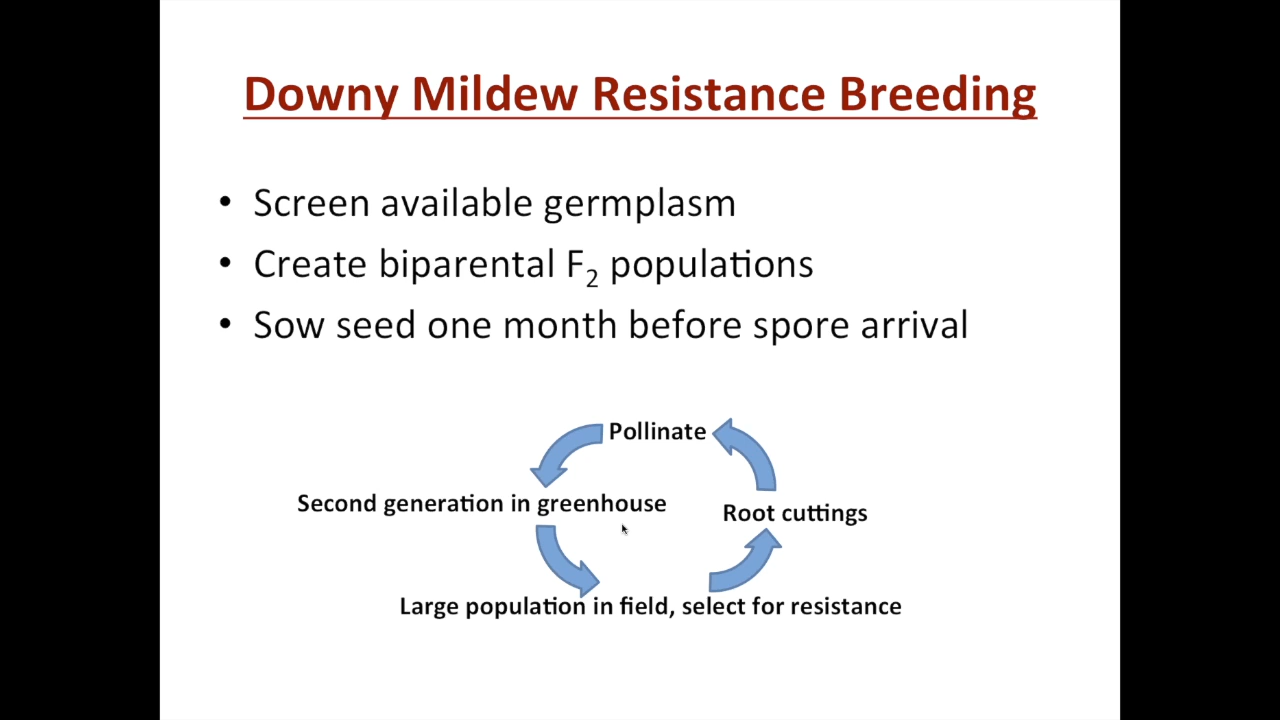 Downy Mildew Resistance Breeding
• Screen available germplasm
• Create biparental F₂ populations
• Sow seed one month before spore arrival
Pollinate
Second generation in greenhouse
Root cuttings
Large population in field, select for resistance